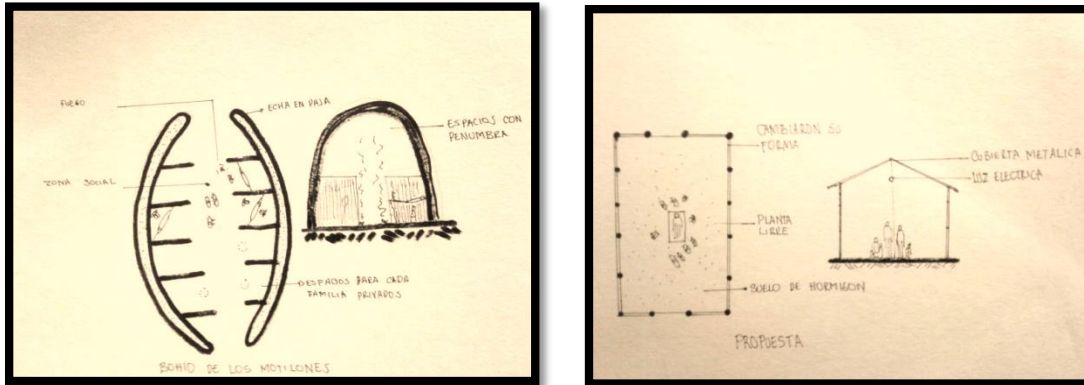 FUEGO
ECHA EN PAJA
ESPACIOS CON
PENUMBRA
ZONA SOCIAL
ESPACIOS PARA CADA
FAMILIA PRIVADOS
BOHIO DE LOS MOTILONES
CAMBIARON SU
FORMA
CUBIERTA METÁLICA
LUZ ELECTRICA
PLANTA
LIBRE
SUELO DE HORMIGON
PROPUESTA